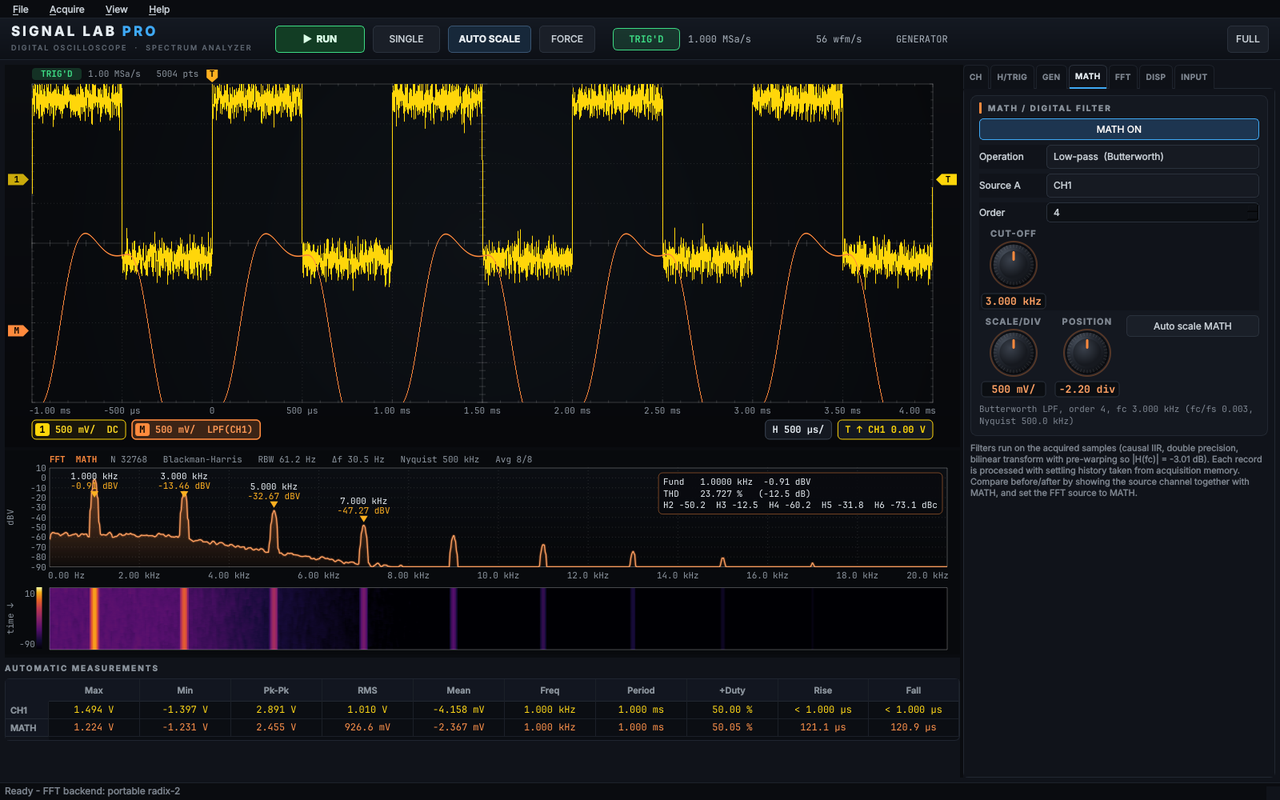 File Acquire View Help
SIGNAL LAB PRO
DIGITAL OSCILLOSCOPE · SPECTRUM ANALYZER
▶ RUN SINGLE AUTO SCALE FORCE TRIG'D 1.000 MSa/s 56 wfm/s GENERATOR FULL
TRIG'D 1.00 MSa/s 5004 pts T
1
T
M
-1.00 ms -500 µs 0 500 µs 1.00 ms 1.50 ms 2.00 ms 2.50 ms 3.00 ms 3.50 ms 4.00 ms
1 500 mV/ DC M 500 mV/ LPF(CH1) H 500 µs/ T ↑ CH1 0.00 V
FFT MATH N 32768 Blackman-Harris RBW 61.2 Hz Δf 30.5 Hz Nyquist 500 kHz Avg 8/8
dBV
10
0
-10
-20
-30
-40
-50
-60
-70
-80
-90
1.000 kHz
-0.91 dBV
3.000 kHz
-13.46 dBV
5.000 kHz
-32.67 dBV
7.000 kHz
-47.27 dBV
Fund 1.0000 kHz -0.91 dBV
THD 23.727 % (-12.5 dB)
H2 -50.2 H3 -12.5 H4 -60.2 H5 -31.8 H6 -73.1 dBc
0.00 Hz 2.00 kHz 4.00 kHz 6.00 kHz 8.00 kHz 10.0 kHz 12.0 kHz 14.0 kHz 16.0 kHz 18.0 kHz 20.0 kHz
time →
10
-90
AUTOMATIC MEASUREMENTS
Max Min Pk-Pk RMS Mean Freq Period +Duty Rise Fall
CH1 1.494 V -1.397 V 2.891 V 1.010 V -4.158 mV 1.000 kHz 1.000 ms 50.00 % < 1.000 µs < 1.000 µs
MATH 1.224 V -1.231 V 2.455 V 926.6 mV -2.367 mV 1.000 kHz 1.000 ms 50.05 % 121.1 µs 120.9 µs
CH H/TRIG GEN MATH FFT DISP INPUT
MATH / DIGITAL FILTER
MATH ON
Operation Low-pass (Butterworth)
Source A CH1
Order 4
CUT-OFF
3.000 kHz
SCALE/DIV POSITION Auto scale MATH
500 mV/ -2.20 div
Butterworth LPF, order 4, fc 3.000 kHz (fc/fs 0.003,
Nyquist 500.0 kHz)
Filters run on the acquired samples (causal IIR, double precision,
bilinear transform with pre-warping so |H(fc)| = -3.01 dB). Each record
is processed with settling history taken from acquisition memory.
Compare before/after by showing the source channel together with
MATH, and set the FFT source to MATH.
Ready - FFT backend: portable radix-2